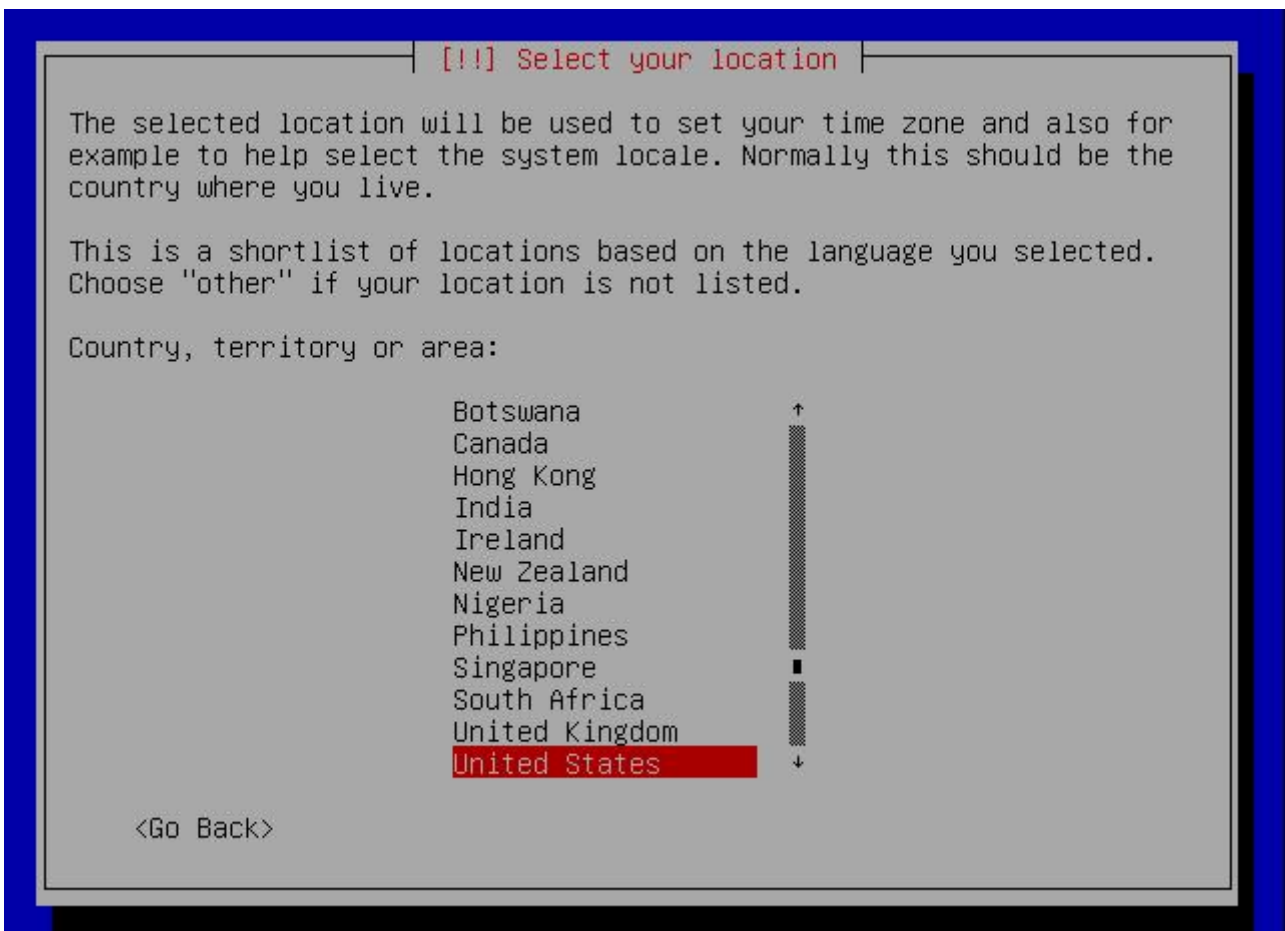 [!!] Select your location
The selected location will be used to set your time zone and also for
example to help select the system locale. Normally this should be the
country where you live.
This is a shortlist of locations based on the language you selected.
Choose "other" if your location is not listed.
Country, territory or area:
Botswana
Canada
Hong Kong
India
Ireland
New Zealand
Nigeria
Philippines
Singapore
South Africa
United Kingdom
United States
<Go Back>